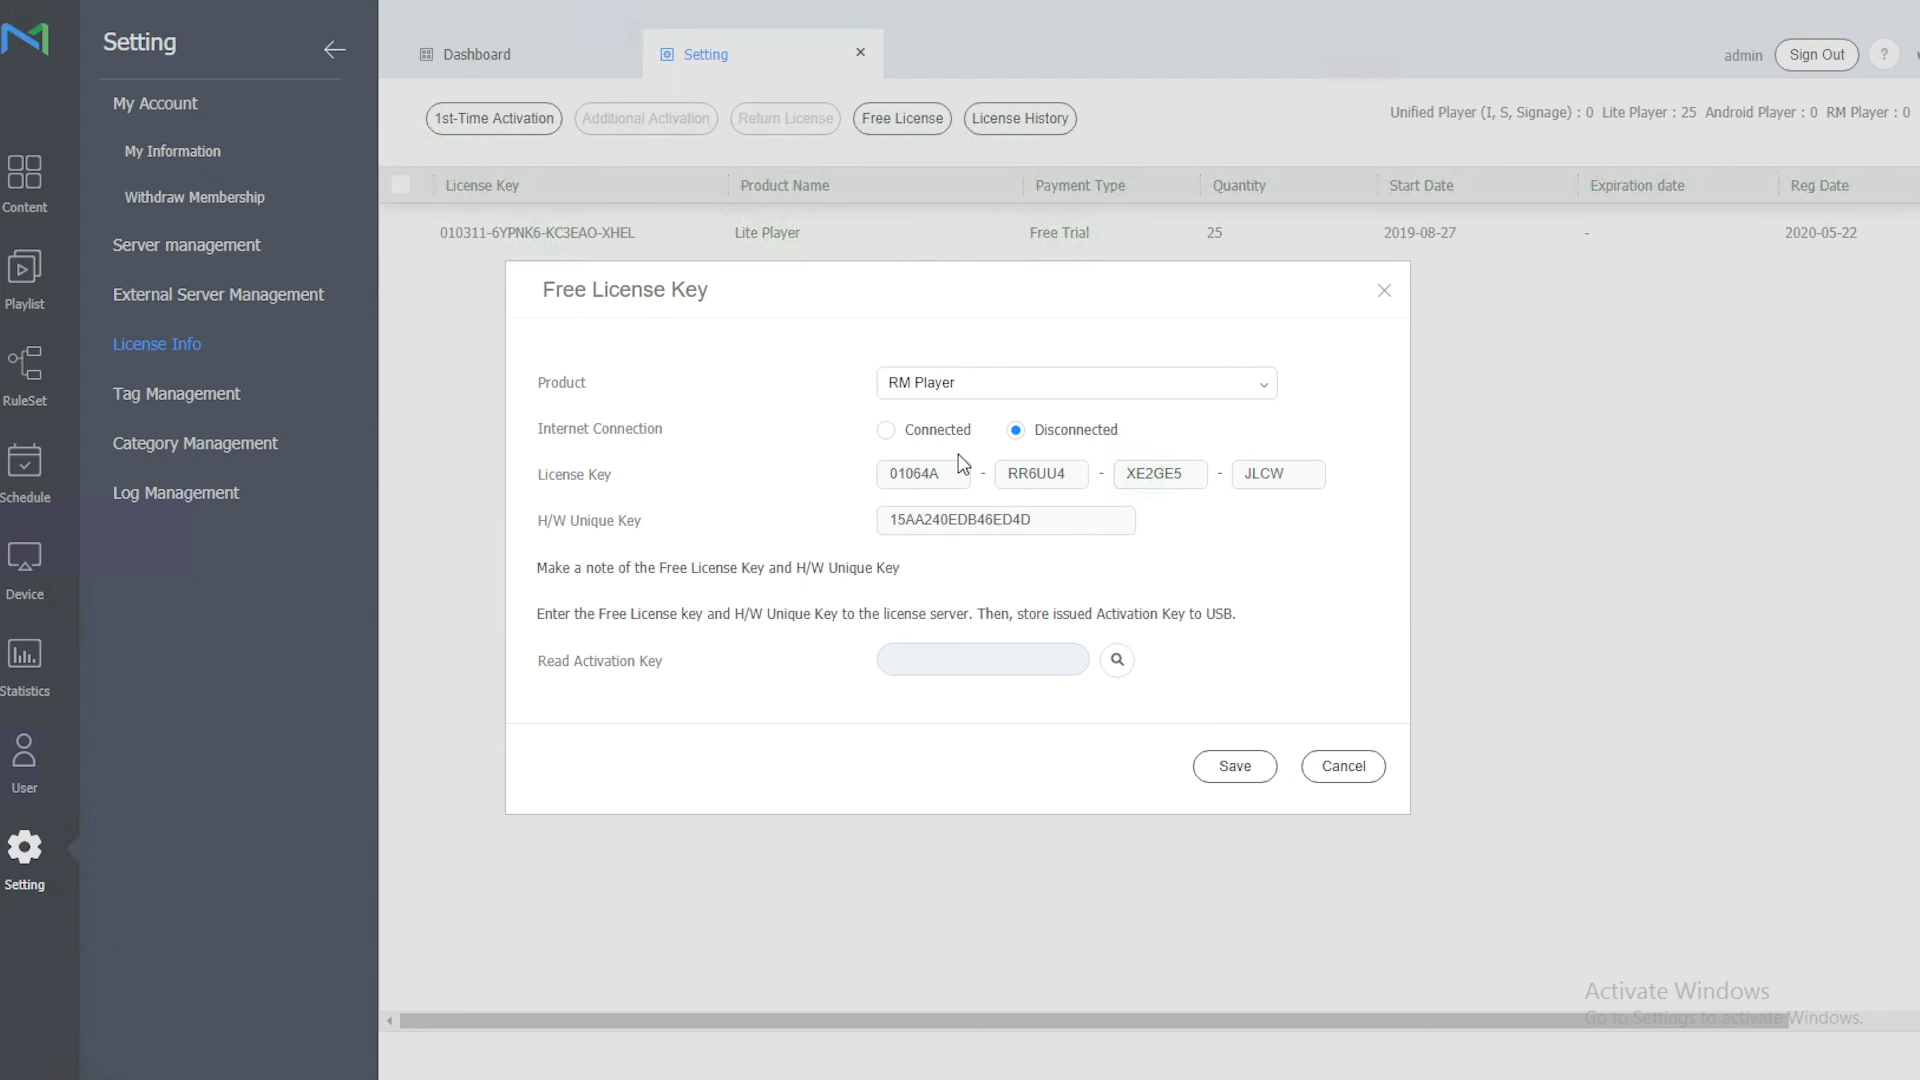 Setting
My Account
My Information
Withdraw Membership
Server management
External Server Management
License Info
Tag Management
Category Management
Log Management
Content
Playlist
RuleSet
Schedule
Device
Statistics
User
Setting
Dashboard
Setting
admin Sign Out ?
1st-Time Activation Additional Activation Return License Free License License History
Unified Player (I, S, Signage) : 0 Lite Player : 25 Android Player : 0 RM Player : 0
License Key Product Name Payment Type Quantity Start Date Expiration date Reg Date
010311-6YPNK6-KC3EAO-XHEL Lite Player Free Trial 25 2019-08-27 - 2020-05-22
Free License Key
Product RM Player
Internet Connection Connected Disconnected
License Key 01064A - RR6UU4 - XE2GE5 - JLCW
H/W Unique Key 15AA240EDB46ED4D
Make a note of the Free License Key and H/W Unique Key
Enter the Free License key and H/W Unique Key to the license server. Then, store issued Activation Key to USB.
Read Activation Key
Save Cancel
Activate Windows
Go to Settings to activate Windows.